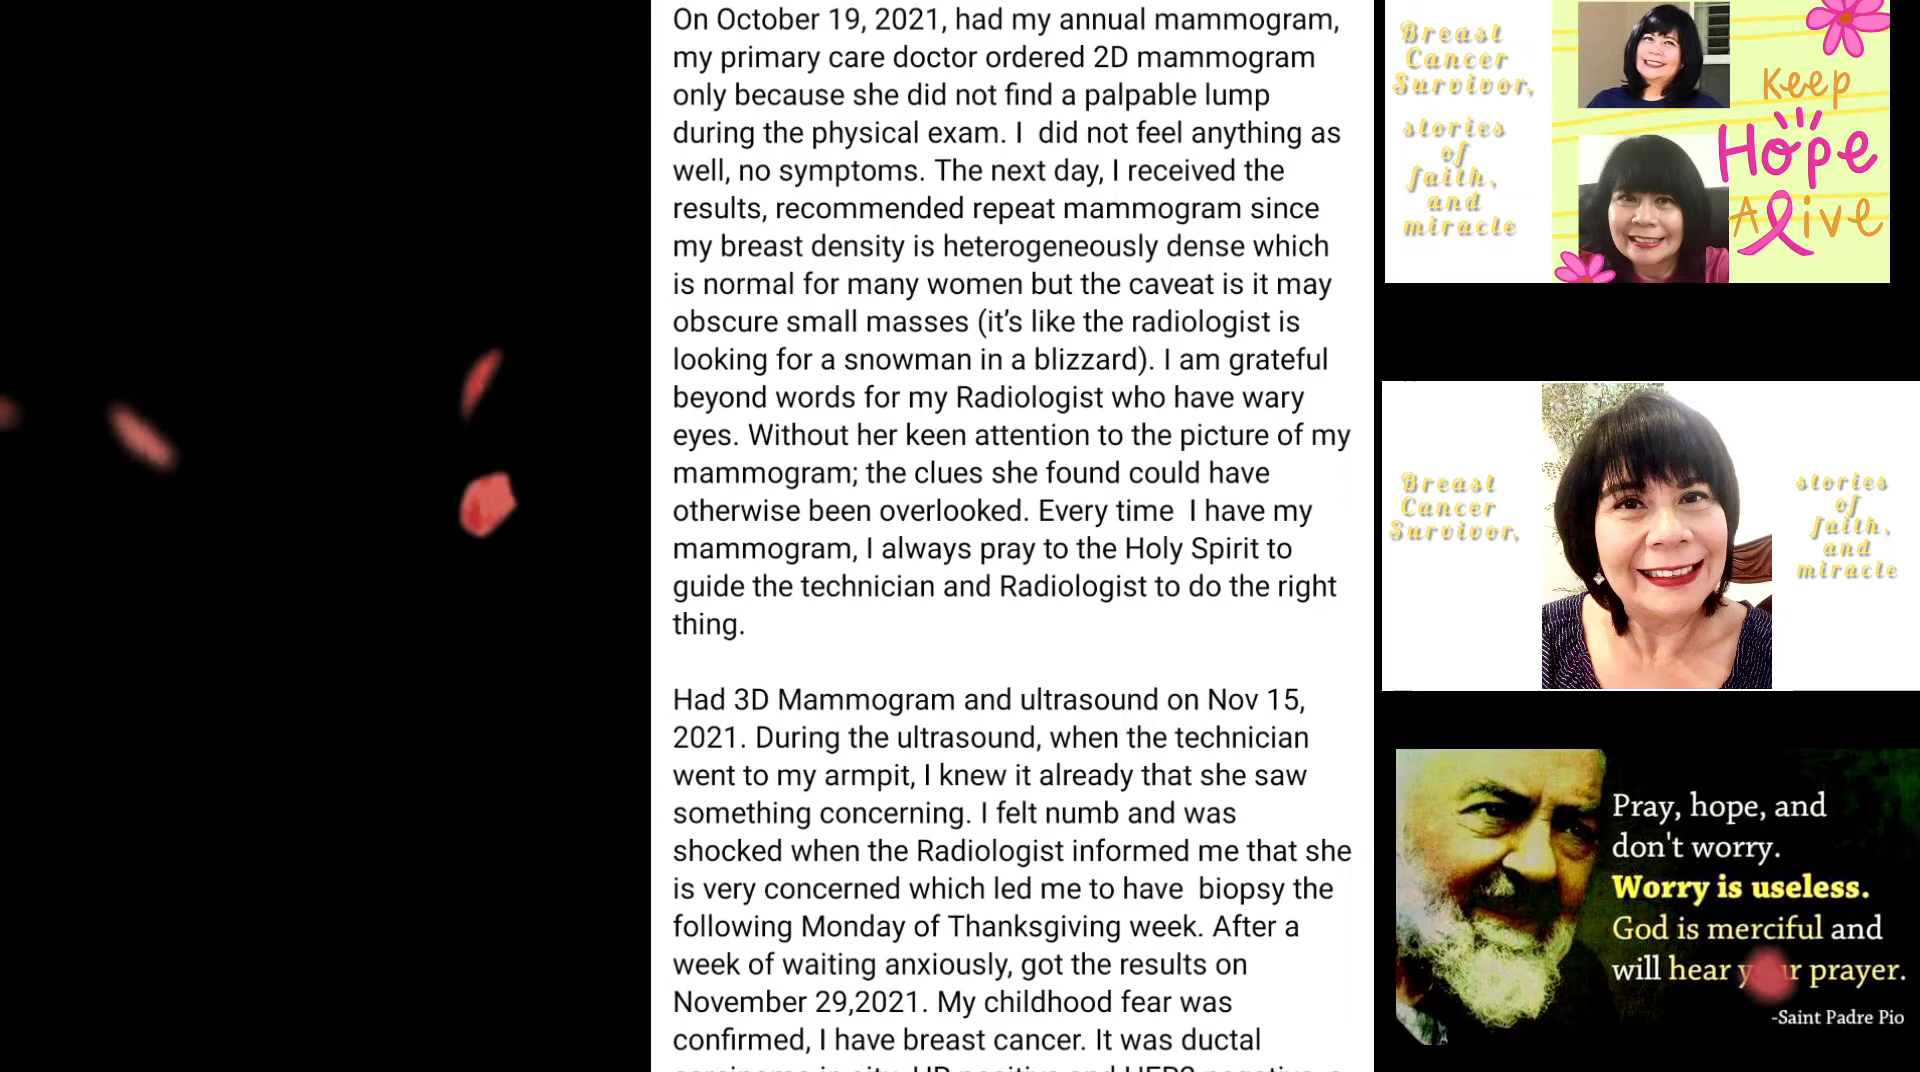 On October 19, 2021, had my annual mammogram,
my primary care doctor ordered 2D mammogram
only because she did not find a palpable lump
during the physical exam. I did not feel anything as
well, no symptoms. The next day, I received the
results, recommended repeat mammogram since
my breast density is heterogeneously dense which
is normal for many women but the caveat is it may
obscure small masses (it's like the radiologist is
looking for a snowman in a blizzard). I am grateful
beyond words for my Radiologist who have wary
eyes. Without her keen attention to the picture of my
mammogram; the clues she found could have
otherwise been overlooked. Every time I have my
mammogram, I always pray to the Holy Spirit to
guide the technician and Radiologist to do the right
thing.
Had 3D Mammogram and ultrasound on Nov 15,
2021. During the ultrasound, when the technician
went to my armpit, I knew it already that she saw
something concerning. I felt numb and was
shocked when the Radiologist informed me that she
is very concerned which led me to have biopsy the
following Monday of Thanksgiving week. After a
week of waiting anxiously, got the results on
November 29,2021. My childhood fear was
confirmed, I have breast cancer. It was ductal
Breast
Cancer
Survivor,
stories
of
faith,
and
miracle
Keep
Hope
Alive
Breast
Cancer
Survivor,
stories
of
faith,
and
miracle
Pray, hope, and
don't worry.
Worry is useless.
God is merciful and
will hear your prayer.
-Saint Padre Pio